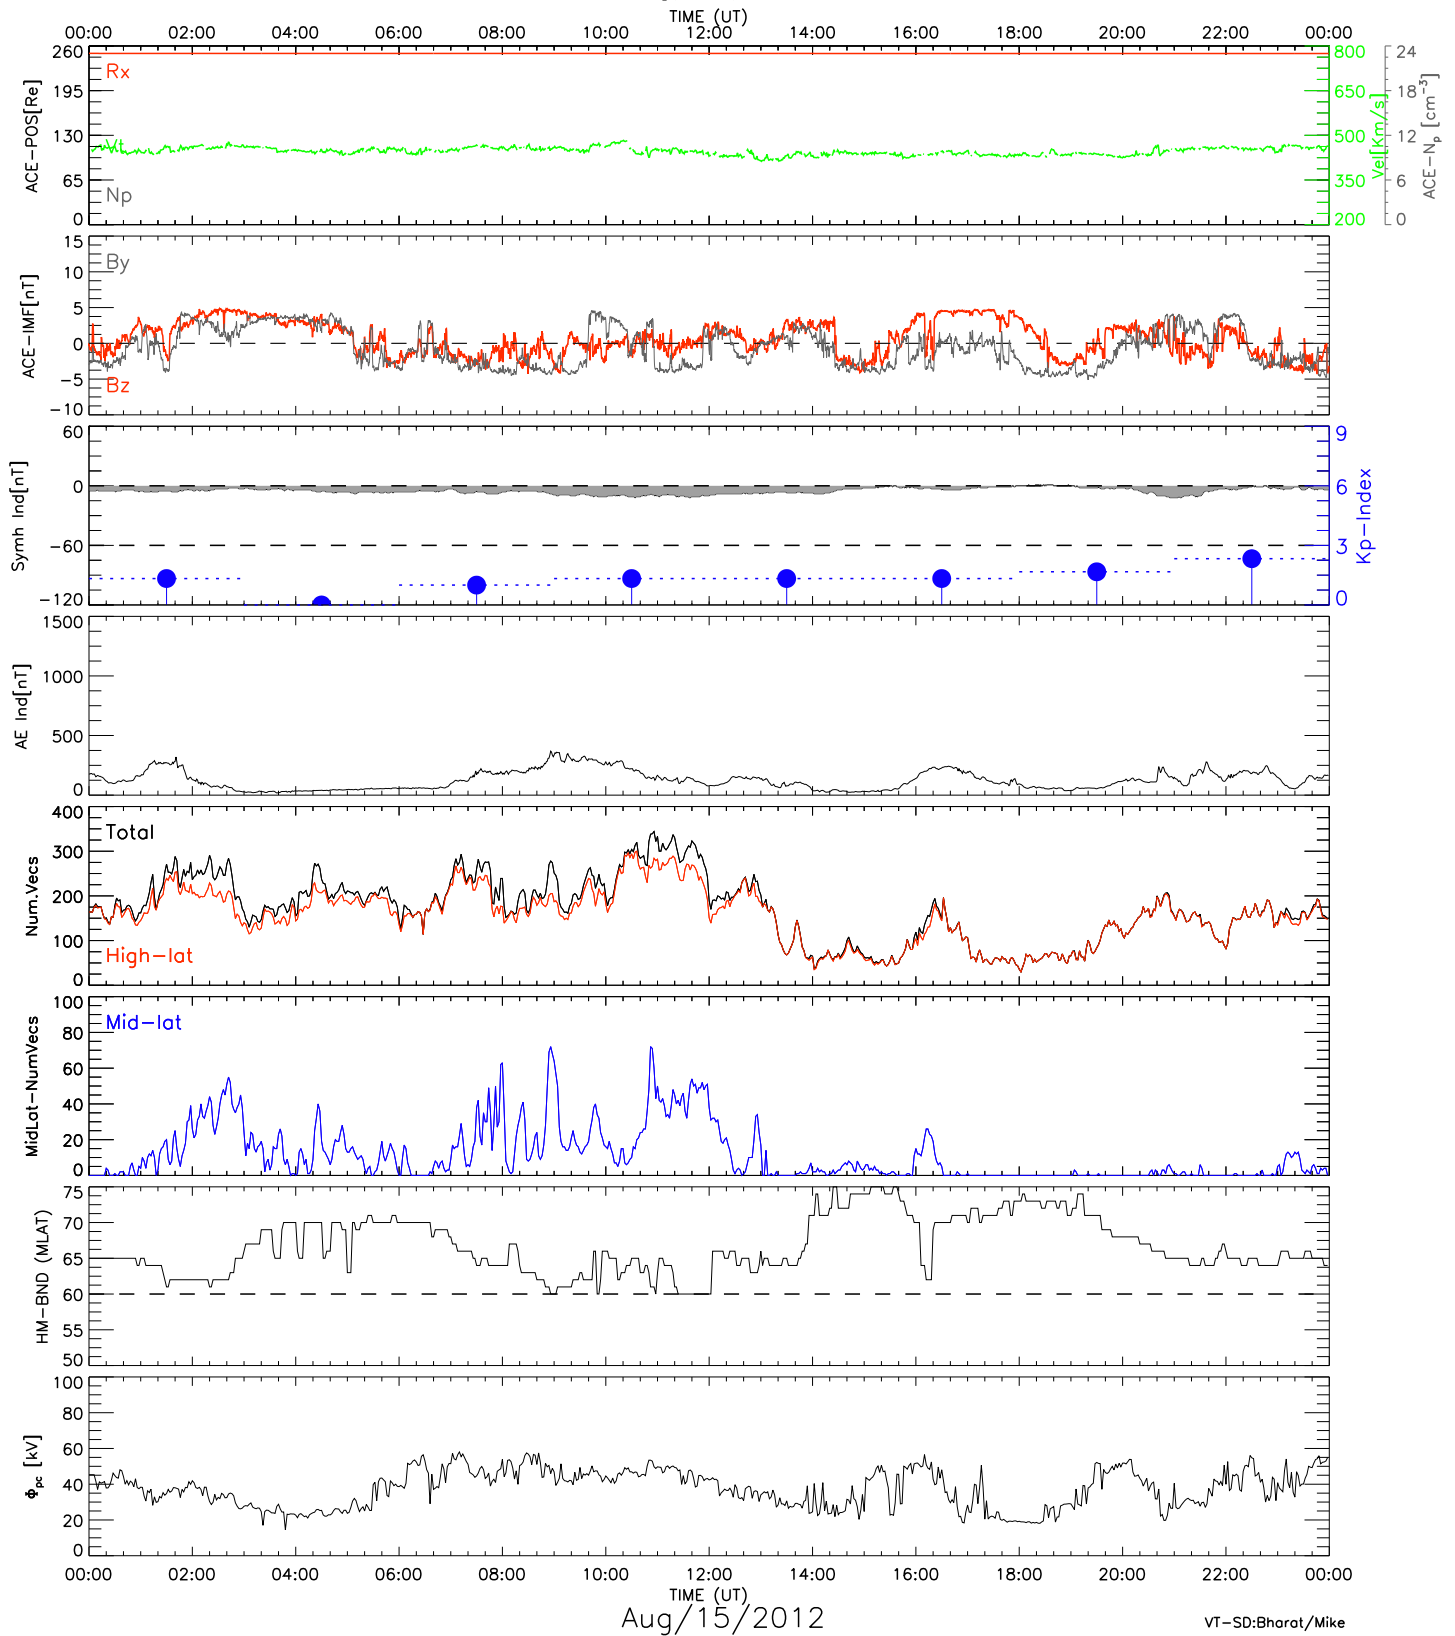 TIME (UT)
00:00 02:00 04:00 06:00 08:00 10:00 12:00 14:00 16:00 18:00 20:00 22:00 00:00
ACE-POS[Re]
260
195
130
65
0
Rx
Vt
Np
800
650
500
350
200
Vel[Km/s]
24
18
12
6
0
ACE-Np [cm-3]
ACE-IMF[nT]
15
10
5
0
-5
-10
By
Bz
Symh Ind[nT]
60
0
-60
-120
9
6
3
0
Kp-Index
AE Ind[nT]
1500
1000
500
0
Num.Vecs
400
300
200
100
0
Total
High-lat
MidLat-NumVecs
100
80
60
40
20
0
Mid-lat
HM-BND (MLAT)
75
70
65
60
55
50
Φpc [kV]
100
80
60
40
20
0
00:00 02:00 04:00 06:00 08:00 10:00 12:00 14:00 16:00 18:00 20:00 22:00 00:00
TIME (UT)
Aug/15/2012
VT-SD:Bharat/Mike